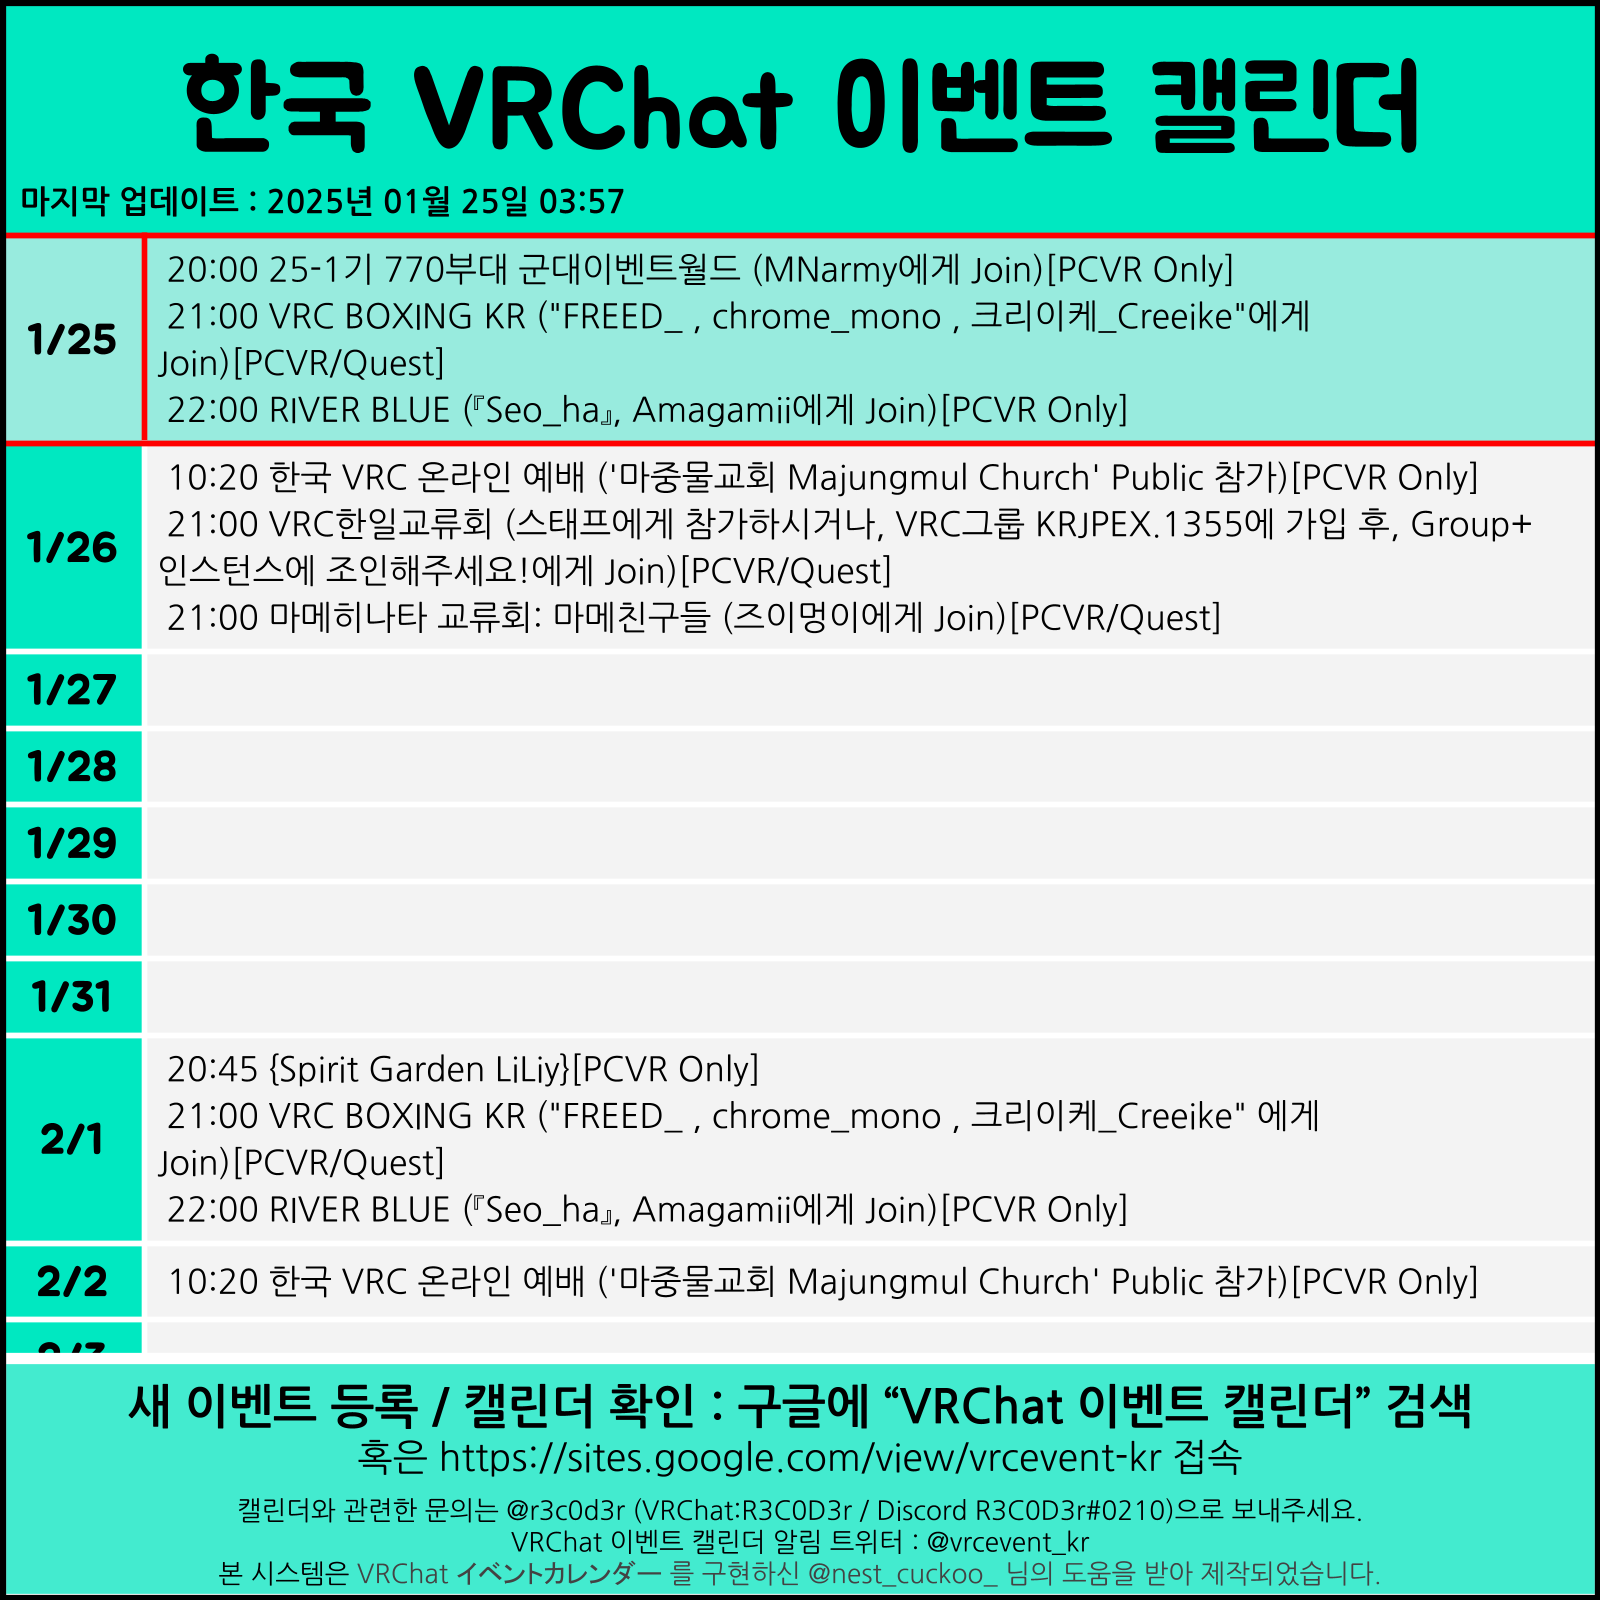 한국 VRChat 이벤트 캘린더
마지막 업데이트 : 2025년 01월 25일 03:57
1/25
20:00 25-1기 770부대 군대이벤트월드 (MNarmy에게 Join)[PCVR Only]
21:00 VRC BOXING KR ("FREED_ , chrome_mono , 크리이케_Creeike"에게
Join)[PCVR/Quest]
22:00 RIVER BLUE (『Seo_ha』, Amagamii에게 Join)[PCVR Only]
1/26
10:20 한국 VRC 온라인 예배 ('마중물교회 Majungmul Church' Public 참가)[PCVR Only]
21:00 VRC한일교류회 (스태프에게 참가하시거나, VRC그룹 KRJPEX.1355에 가입 후, Group+
인스턴스에 조인해주세요!에게 Join)[PCVR/Quest]
21:00 마메히나타 교류회: 마메친구들 (즈이멍이에게 Join)[PCVR/Quest]
1/27
1/28
1/29
1/30
1/31
2/1
20:45 {Spirit Garden LiLiy}[PCVR Only]
21:00 VRC BOXING KR ("FREED_ , chrome_mono , 크리이케_Creeike" 에게
Join)[PCVR/Quest]
22:00 RIVER BLUE (『Seo_ha』, Amagamii에게 Join)[PCVR Only]
2/2
10:20 한국 VRC 온라인 예배 ('마중물교회 Majungmul Church' Public 참가)[PCVR Only]
2/3
새 이벤트 등록 / 캘린더 확인 : 구글에 “VRChat 이벤트 캘린더” 검색
혹은 https://sites.google.com/view/vrcevent-kr 접속
캘린더와 관련한 문의는 @r3c0d3r (VRChat:R3C0D3r / Discord R3C0D3r#0210)으로 보내주세요.
VRChat 이벤트 캘린더 알림 트위터 : @vrcevent_kr
본 시스템은 VRChat イベントカレンダー 를 구현하신 @nest_cuckoo_ 님의 도움을 받아 제작되었습니다.